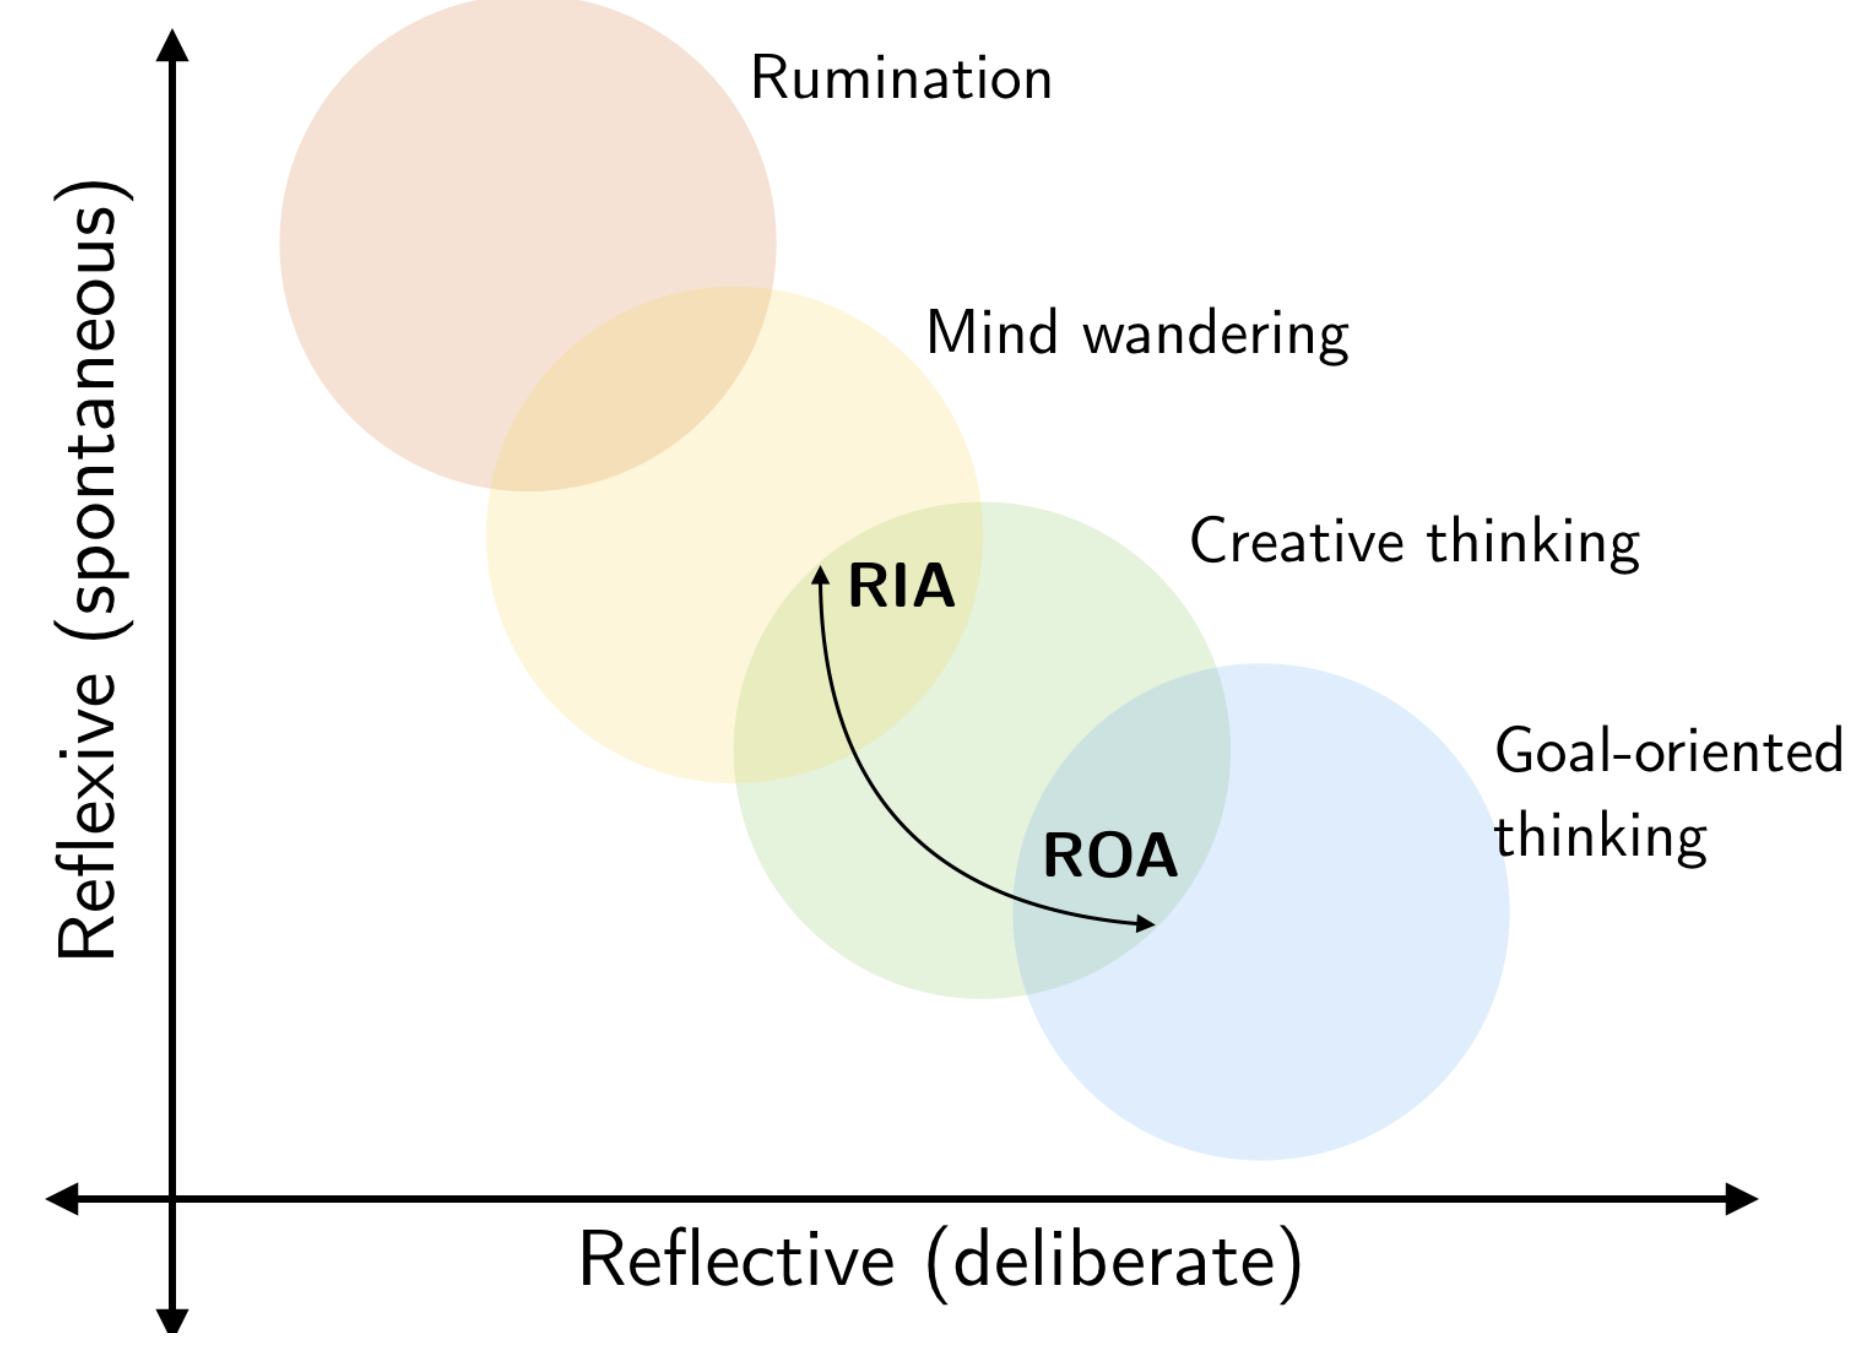 Rumination
Mind wandering
Creative thinking
RIA
Goal-oriented
thinking
ROA
Reflexive (spontaneous)
Reflective (deliberate)